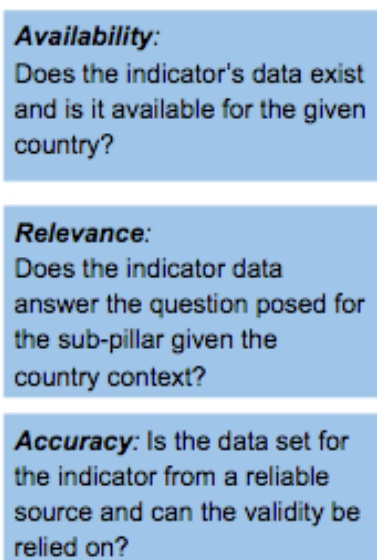 Availability:
Does the indicator's data exist
and is it available for the given
country?
Relevance:
Does the indicator data
answer the question posed for
the sub-pillar given the
country context?
Accuracy: Is the data set for
the indicator from a reliable
source and can the validity be
relied on?